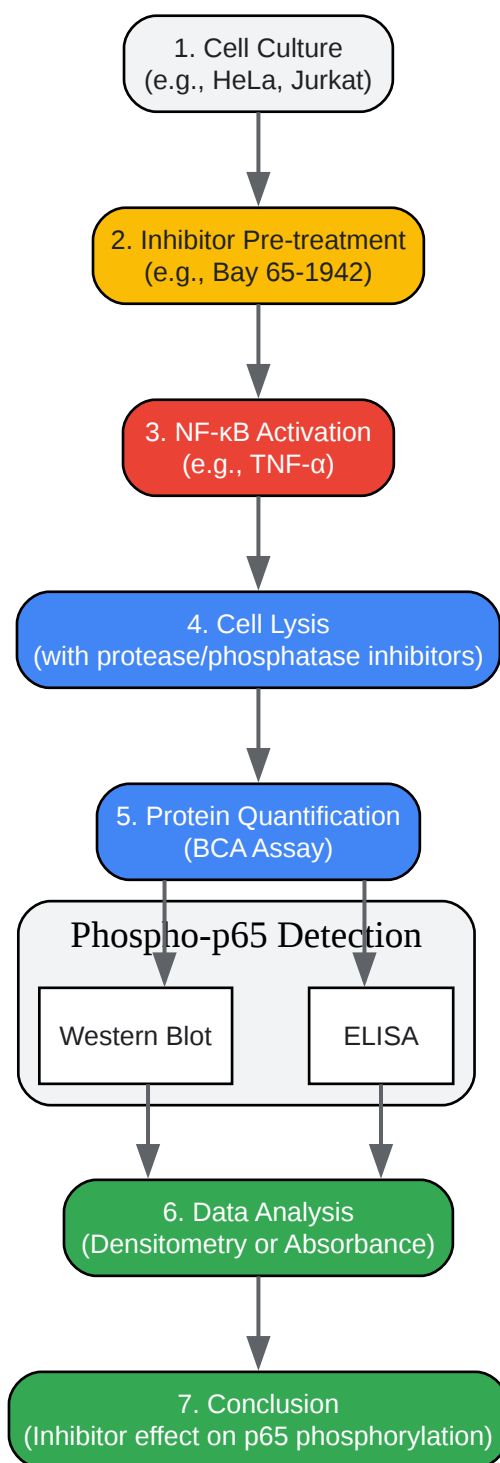 1. Cell Culture
(e.g., HeLa, Jurkat)
2. Inhibitor Pre-treatment
(e.g., Bay 65-1942)
3. NF-κB Activation
(e.g., TNF-α)
4. Cell Lysis
(with protease/phosphatase inhibitors)
5. Protein Quantification
(BCA Assay)
Phospho-p65 Detection
Western Blot
ELISA
6. Data Analysis
(Densitometry or Absorbance)
7. Conclusion
(Inhibitor effect on p65 phosphorylation)